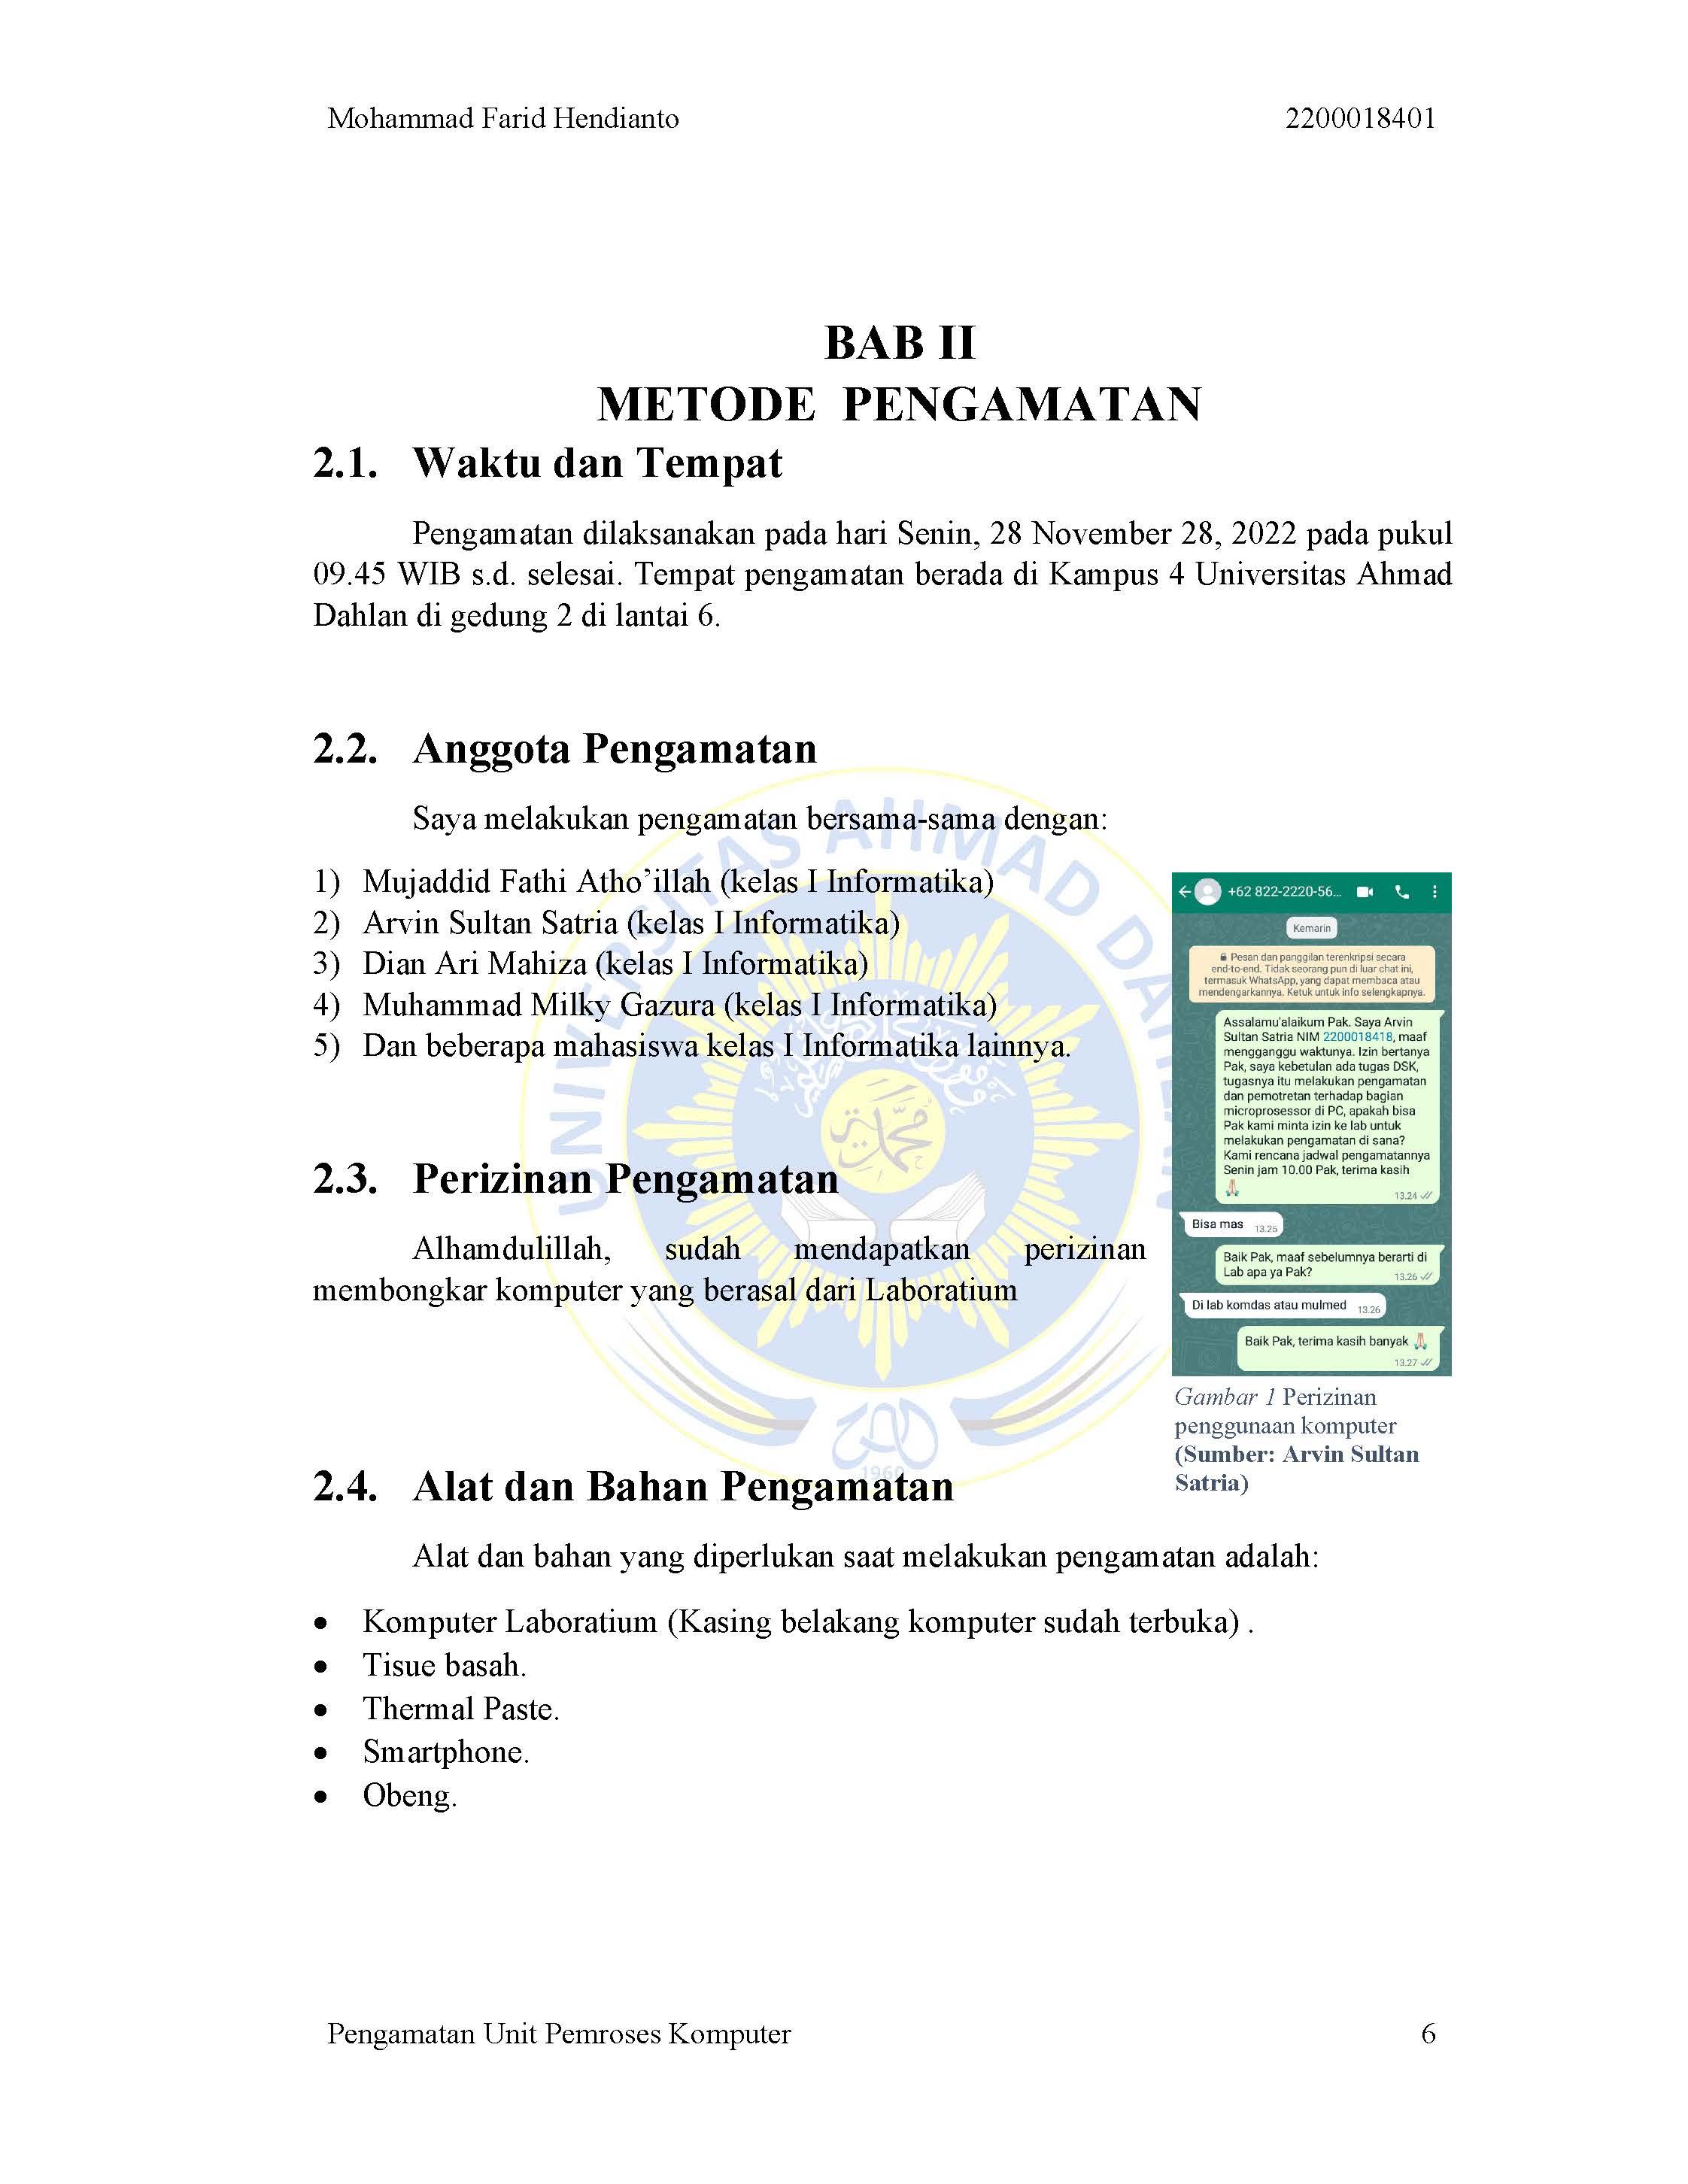 Mohammad Farid Hendianto 2200018401
BAB II
METODE PENGAMATAN
2.1. Waktu dan Tempat
Pengamatan dilaksanakan pada hari Senin, 28 November 28, 2022 pada pukul
09.45 WIB s.d. selesai. Tempat pengamatan berada di Kampus 4 Universitas Ahmad
Dahlan di gedung 2 di lantai 6.
2.2. Anggota Pengamatan
Saya melakukan pengamatan bersama-sama dengan:
1) Mujaddid Fathi Atho’illah (kelas I Informatika)
2) Arvin Sultan Satria (kelas I Informatika)
3) Dian Ari Mahiza (kelas I Informatika)
4) Muhammad Milky Gazura (kelas I Informatika)
5) Dan beberapa mahasiswa kelas I Informatika lainnya.
2.3. Perizinan Pengamatan
Alhamdulillah, sudah mendapatkan perizinan
membongkar komputer yang berasal dari Laboratium
+62 822-2220-56...
Kemarin
Pesan dan panggilan terenkripsi secara
end-to-end. Tidak seorang pun di luar chat ini,
termasuk WhatsApp, yang dapat membaca atau
mendengarkannya. Ketuk untuk info selengkapnya.
Assalamu'alaikum Pak. Saya Arvin
Sultan Satria NIM 2200018418, maaf
mengganggu waktunya. Izin bertanya
Pak, saya kebetulan ada tugas DSK,
tugasnya itu melakukan pengamatan
dan pemotretan terhadap bagian
microprosessor di PC, apakah bisa
Pak kami minta izin ke lab untuk
melakukan pengamatan di sana?
Kami rencana jadwal pengamatannya
Senin jam 10.00 Pak, terima kasih
🙏🏻
13.24
Bisa mas 13.25
Baik Pak, maaf sebelumnya berarti di
Lab apa ya Pak? 13.26
Di lab komdas atau mulmed 13.26
Baik Pak, terima kasih banyak 🙏🏻
13.27
Gambar 1 Perizinan
penggunaan komputer
(Sumber: Arvin Sultan
Satria)
2.4. Alat dan Bahan Pengamatan
Alat dan bahan yang diperlukan saat melakukan pengamatan adalah:
• Komputer Laboratium (Kasing belakang komputer sudah terbuka) .
• Tisue basah.
• Thermal Paste.
• Smartphone.
• Obeng.
UNIVERSITAS AHMAD DAHLAN
محمد
1960
Pengamatan Unit Pemroses Komputer 6